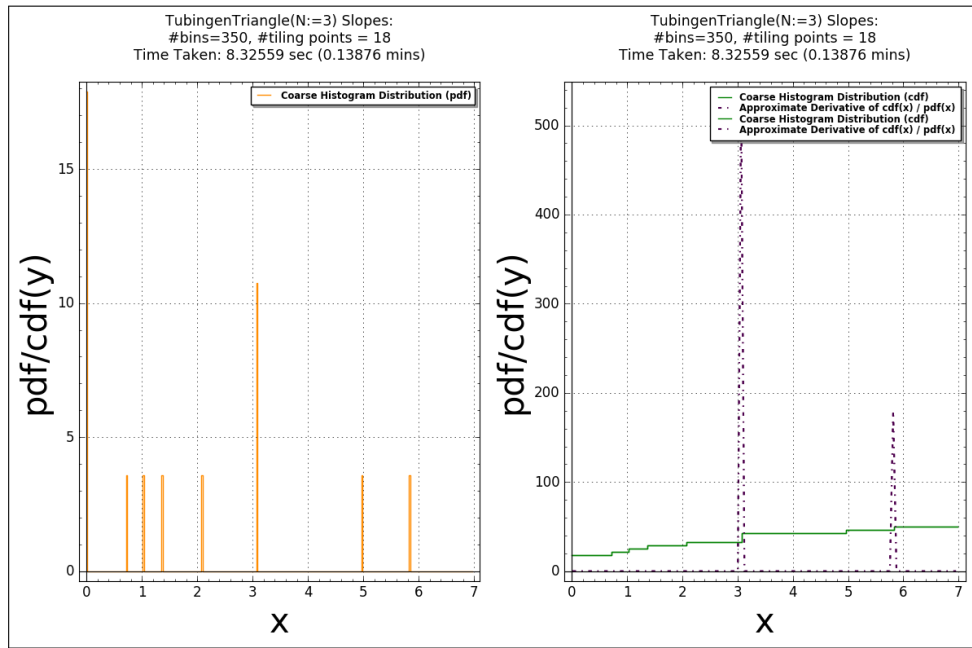 TubingenTriangle(N:=3) Slopes:
#bins=350, #tiling points = 18
Time Taken: 8.32559 sec (0.13876 mins)
Coarse Histogram Distribution (pdf)
15
10
5
0
pdf/cdf(y)
0 1 2 3 4 5 6 7
x
TubingenTriangle(N:=3) Slopes:
#bins=350, #tiling points = 18
Time Taken: 8.32559 sec (0.13876 mins)
Coarse Histogram Distribution (cdf)
Approximate Derivative of cdf(x) / pdf(x)
Coarse Histogram Distribution (cdf)
Approximate Derivative of cdf(x) / pdf(x)
500
400
300
200
100
0
pdf/cdf(y)
0 1 2 3 4 5 6 7
x